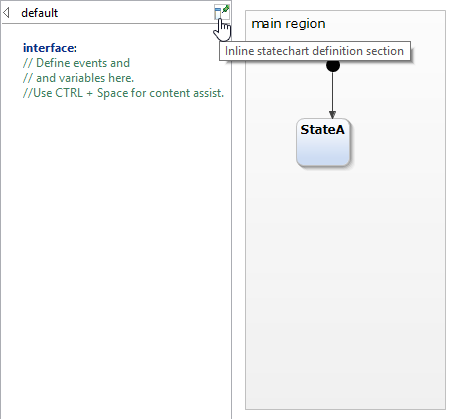 default
interface:
// Define events and
// and variables here.
//Use CTRL + Space for content assist.
main region
Inline statechart definition section
StateA